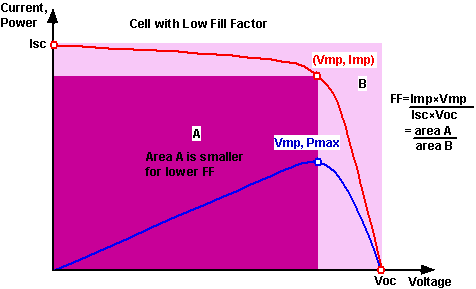 Current,
Power
Cell with Low Fill Factor
Isc
(Vmp, Imp)
B
FF=Imp×Vmp
Isc×Voc
= area A
area B
A
Vmp, Pmax
Area A is smaller
for lower FF
Voc
Voltage